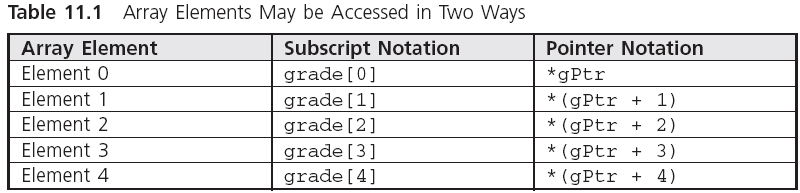 Table 11.1 Array Elements May be Accessed in Two Ways
Array Element Subscript Notation Pointer Notation
Element 0 grade[0] *gPtr
Element 1 grade[1] *(gPtr + 1)
Element 2 grade[2] *(gPtr + 2)
Element 3 grade[3] *(gPtr + 3)
Element 4 grade[4] *(gPtr + 4)